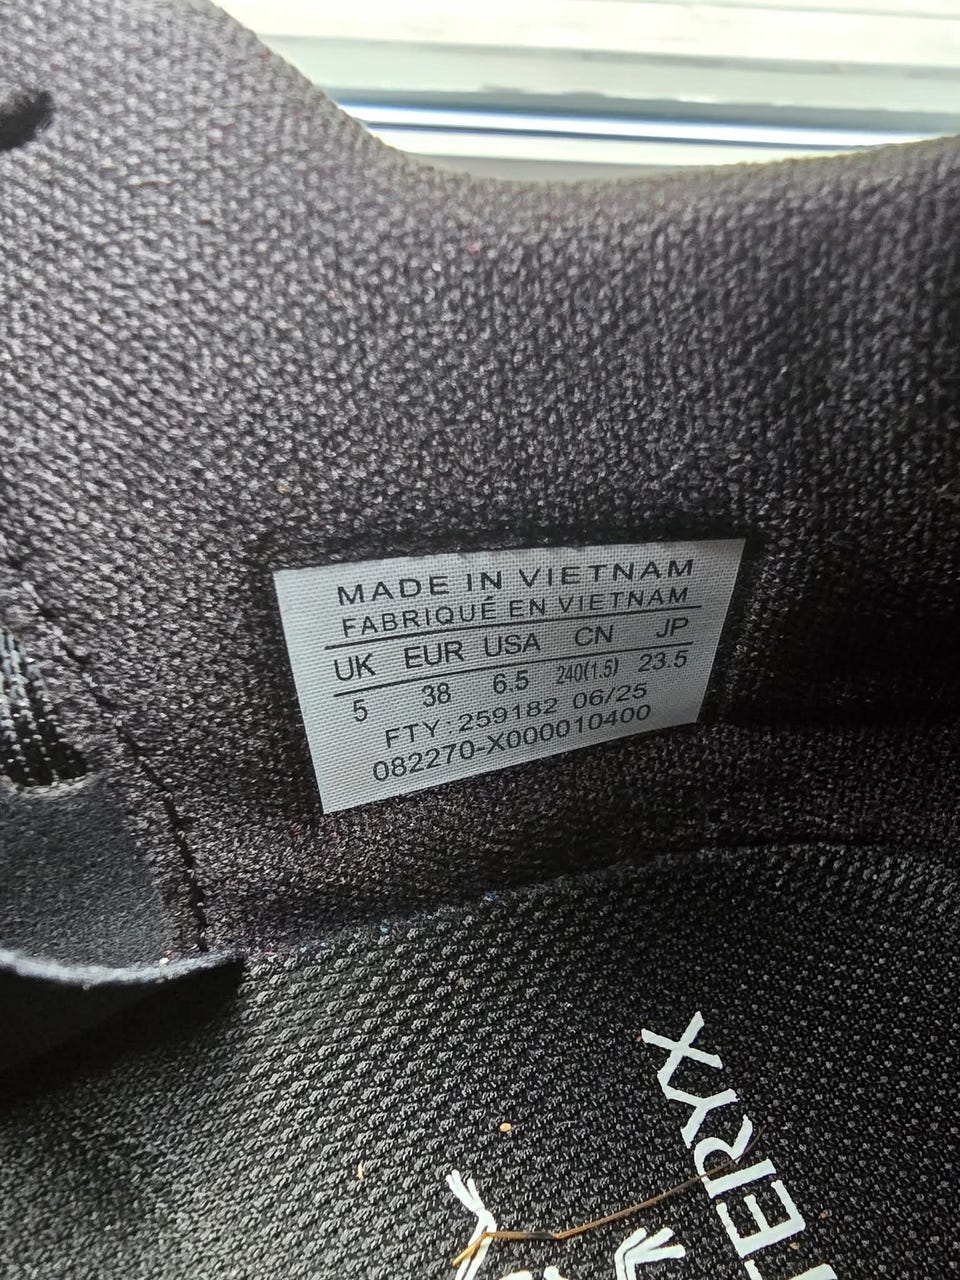 MADE IN VIETNAM
FABRIQUÉ EN VIETNAM
UK EUR USA CN JP
5 38 6.5 240(1.5) 23.5
FTY: 259182 06/25
082270-X000010400
TERYX